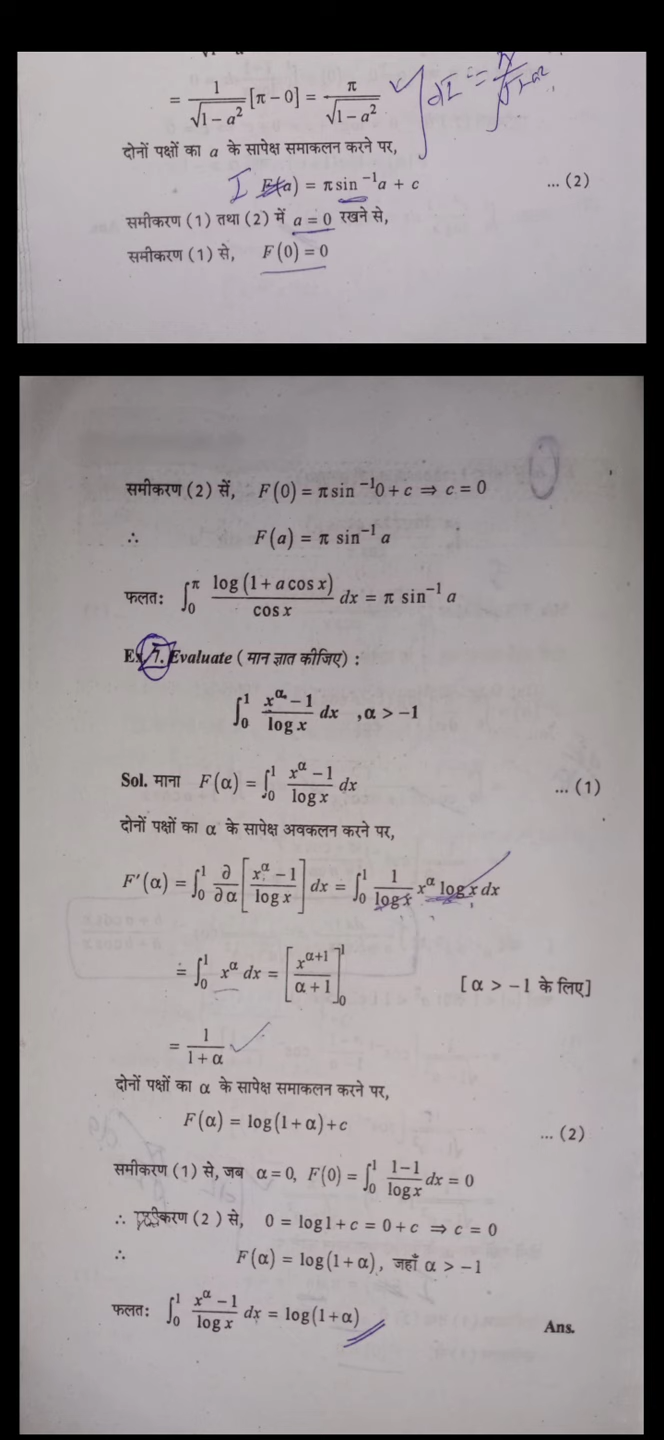 = 1/√(1 − a²) [π − 0] = π/√(1 − a²) ∫dI = ∫π/√(1-a²)
दोनों पक्षों का a के सापेक्ष समाकलन करने पर,
I F(a) = π sin⁻¹a + c ... (2)
समीकरण (1) तथा (2) में a = 0 रखने से,
समीकरण (1) से, F(0) = 0
समीकरण (2) सें, F(0) = π sin⁻¹0 + c ⇒ c = 0
∴ F(a) = π sin⁻¹ a
फलत: ∫₀^π log (1 + a cos x)/cos x dx = π sin⁻¹ a
Ex 7. Evaluate ( मान ज्ञात कीजिए) :
∫₀¹ (x^α − 1)/log x dx , α > −1
Sol. माना F(α) = ∫₀¹ (x^α − 1)/log x dx ... (1)
दोनों पक्षों का α के सापेक्ष अवकलन करने पर,
F′(α) = ∫₀¹ ∂/∂α [(x^α − 1)/log x] dx = ∫₀¹ 1/log x x^α log x dx
= ∫₀¹ x^α dx = [x^(α+1)/(α + 1)]₀¹ [ α > −1 के लिए]
= 1/(1 + α)
दोनों पक्षों का α के सापेक्ष समाकलन करने पर,
F(α) = log(1 + α) + c ... (2)
समीकरण (1) से, जब α = 0, F(0) = ∫₀¹ (1 − 1)/log x dx = 0
∴ समीकरण (2) से, 0 = log 1 + c = 0 + c ⇒ c = 0
∴ F(α) = log(1 + α), जहाँ α > −1
फलत: ∫₀¹ (x^α − 1)/log x dx = log(1 + α) Ans.